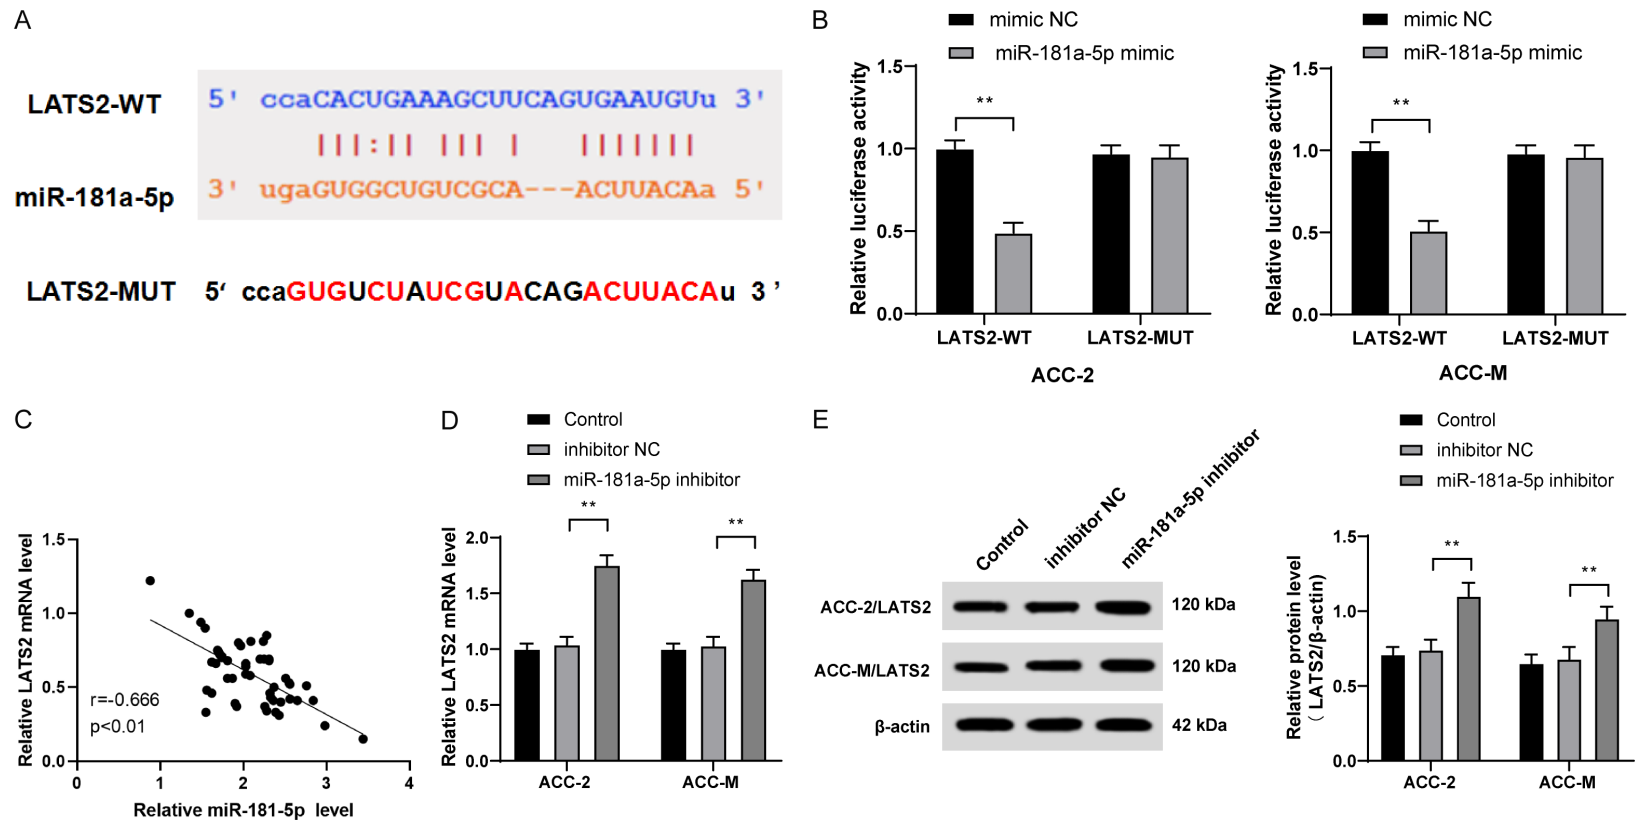 A
LATS2-WT 5' ccaCACUGAAAGCUUCAGUGAAUGUu 3'
|||:|| ||| | |||||||
miR-181a-5p 3' ugaGUGGCUGUCGCA---ACUUACAa 5'
LATS2-MUT 5‘ ccaGUGUCUAUCGUACAGACUUACAu 3 ’
B
mimic NC
miR-181a-5p mimic
Relative luciferase activity
1.5
1.0
0.5
0.0
**
LATS2-WT LATS2-MUT
ACC-2
mimic NC
miR-181a-5p mimic
Relative luciferase activity
1.5
1.0
0.5
0.0
**
LATS2-WT LATS2-MUT
ACC-M
C
Relative LATS2 mRNA level
1.5
1.0
0.5
0.0
r=-0.666
p<0.01
0 1 2 3 4
Relative miR-181-5p level
D
Control
inhibitor NC
miR-181a-5p inhibitor
Relative LATS2 mRNA level
2.0
1.5
1.0
0.5
0.0
** **
ACC-2 ACC-M
E
Control inhibitor NC miR-181a-5p inhibitor
ACC-2/LATS2 120 kDa
ACC-M/LATS2 120 kDa
β-actin 42 kDa
Control
inhibitor NC
miR-181a-5p inhibitor
Relative protein level
( LATS2/β-actin)
1.5
1.0
0.5
0.0
** **
ACC-2 ACC-M